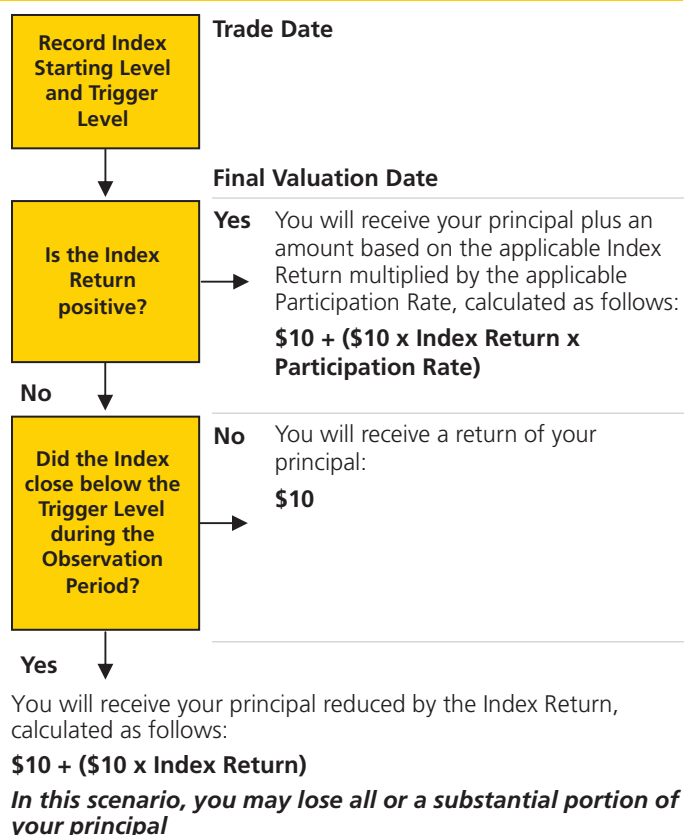 Record Index
Starting Level
and Trigger
Level
Trade Date
Final Valuation Date
Is the Index
Return
positive?
Yes You will receive your principal plus an
amount based on the applicable Index
Return multiplied by the applicable
Participation Rate, calculated as follows:
$10 + ($10 x Index Return x
Participation Rate)
No
Did the Index
close below the
Trigger Level
during the
Observation
Period?
No You will receive a return of your
principal:
$10
Yes
You will receive your principal reduced by the Index Return,
calculated as follows:
$10 + ($10 x Index Return)
In this scenario, you may lose all or a substantial portion of
your principal